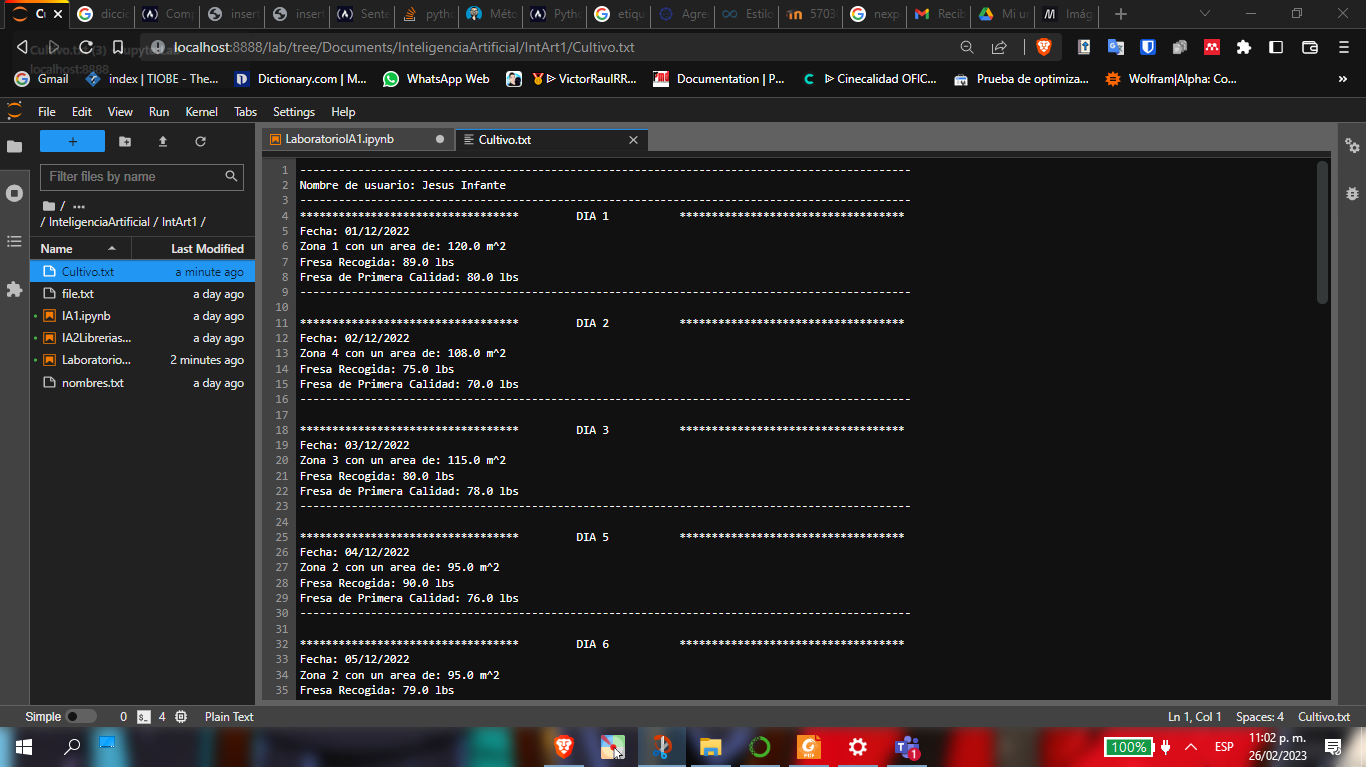 C
dicci
Comp
insert
insert
Sente
pytho
Méto
Pytho
etique
Agre
Estilo
5703
nexp
Recib
Mi un
Imág
localhost:8888/lab/tree/Documents/InteligenciaArtificial/IntArt1/Cultivo.txt
Gmail
index | TIOBE - The...
Dictionary.com | M...
WhatsApp Web
VictorRaulRR...
Documentation | P...
Cinecalidad OFIC...
Prueba de optimiza...
Wolfram|Alpha: Co...
»
File Edit View Run Kernel Tabs Settings Help
+
Filter files by name
/ ...
/ InteligenciaArtificial / IntArt1 /
Name Last Modified
Cultivo.txt a minute ago
file.txt a day ago
IA1.ipynb a day ago
IA2Librerias... a day ago
Laboratorio... 2 minutes ago
nombres.txt a day ago
LaboratorioIA1.ipynb
Cultivo.txt
1 -----------------------------------------------------------------------------------------------
2 Nombre de usuario: Jesus Infante
3 -----------------------------------------------------------------------------------------------
4 ********************************** DIA 1 ***********************************
5 Fecha: 01/12/2022
6 Zona 1 con un area de: 120.0 m^2
7 Fresa Recogida: 89.0 lbs
8 Fresa de Primera Calidad: 80.0 lbs
9 -----------------------------------------------------------------------------------------------
10
11 ********************************** DIA 2 ***********************************
12 Fecha: 02/12/2022
13 Zona 4 con un area de: 108.0 m^2
14 Fresa Recogida: 75.0 lbs
15 Fresa de Primera Calidad: 70.0 lbs
16 -----------------------------------------------------------------------------------------------
17
18 ********************************** DIA 3 ***********************************
19 Fecha: 03/12/2022
20 Zona 3 con un area de: 115.0 m^2
21 Fresa Recogida: 80.0 lbs
22 Fresa de Primera Calidad: 78.0 lbs
23 -----------------------------------------------------------------------------------------------
24
25 ********************************** DIA 5 ***********************************
26 Fecha: 04/12/2022
27 Zona 2 con un area de: 95.0 m^2
28 Fresa Recogida: 90.0 lbs
29 Fresa de Primera Calidad: 76.0 lbs
30 -----------------------------------------------------------------------------------------------
31
32 ********************************** DIA 6 ***********************************
33 Fecha: 05/12/2022
34 Zona 2 con un area de: 95.0 m^2
35 Fresa Recogida: 79.0 lbs
Simple 0 4 Plain Text
Ln 1, Col 1 Spaces: 4 Cultivo.txt
100% ESP 11:02 p. m.
26/02/2023
1